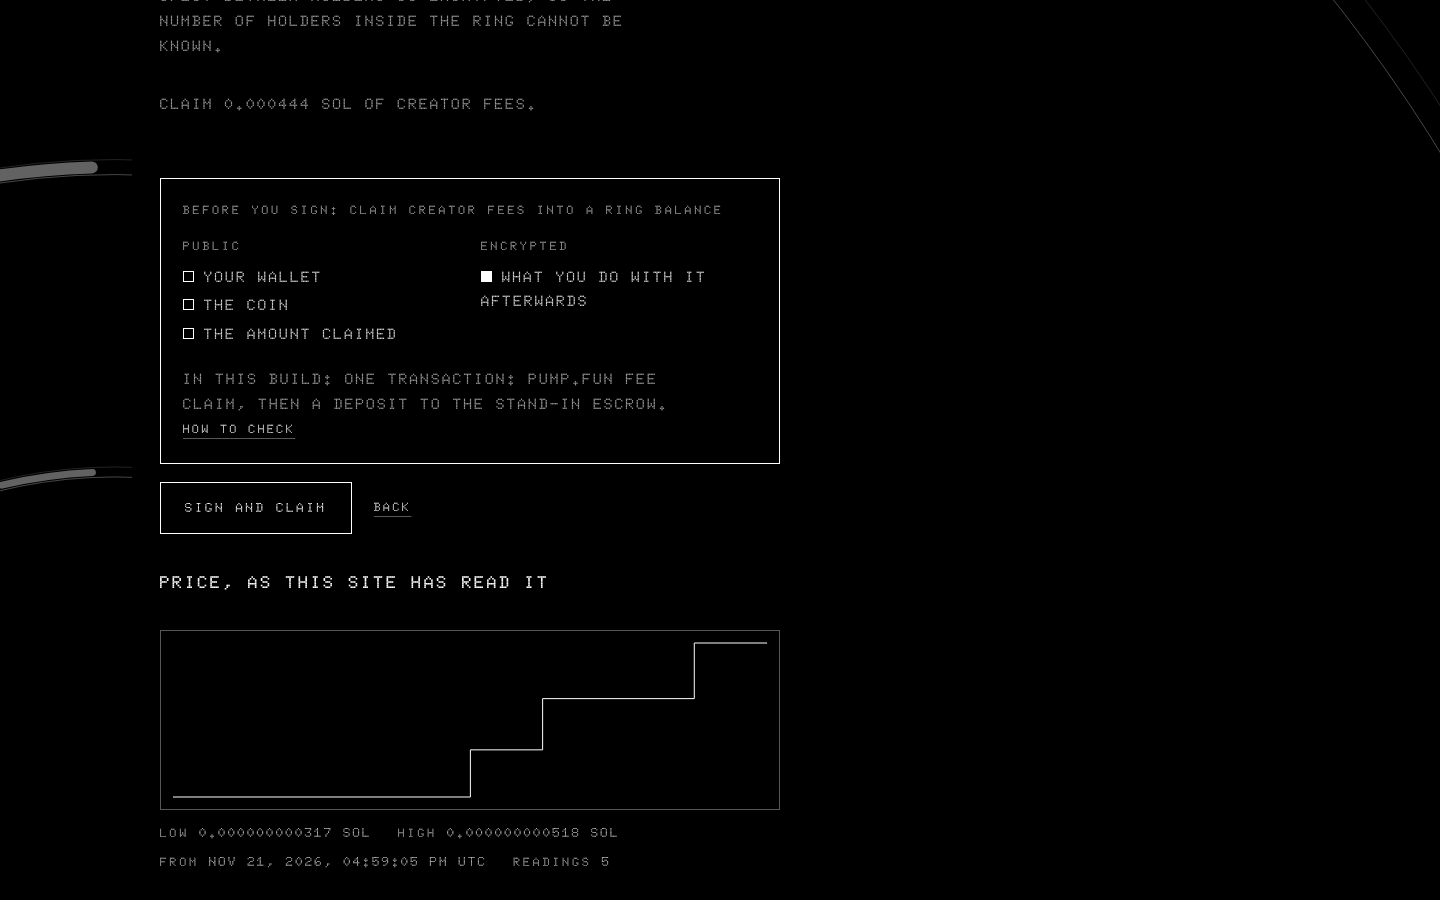 NUMBER OF HOLDERS INSIDE THE RING CANNOT BE
KNOWN.
CLAIM 0.000444 SOL OF CREATOR FEES.
BEFORE YOU SIGN: CLAIM CREATOR FEES INTO A RING BALANCE
PUBLIC
YOUR WALLET
THE COIN
THE AMOUNT CLAIMED
ENCRYPTED
WHAT YOU DO WITH IT
AFTERWARDS
IN THIS BUILD: ONE TRANSACTION: PUMP.FUN FEE
CLAIM, THEN A DEPOSIT TO THE STAND-IN ESCROW.
HOW TO CHECK
SIGN AND CLAIM
BACK
PRICE, AS THIS SITE HAS READ IT
LOW 0.000000000317 SOL HIGH 0.000000000518 SOL
FROM NOV 21, 2026, 04:59:05 PM UTC READINGS 5